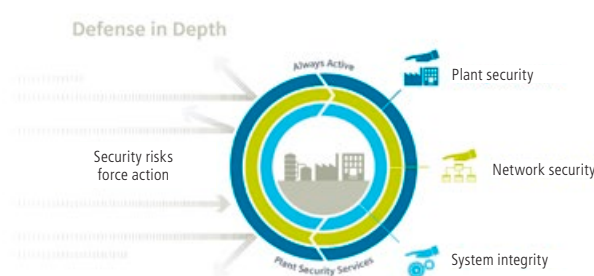 Defense in Depth
Always Active
Plant security
Security risks
force action
Network security
System integrity
Plant Security Services